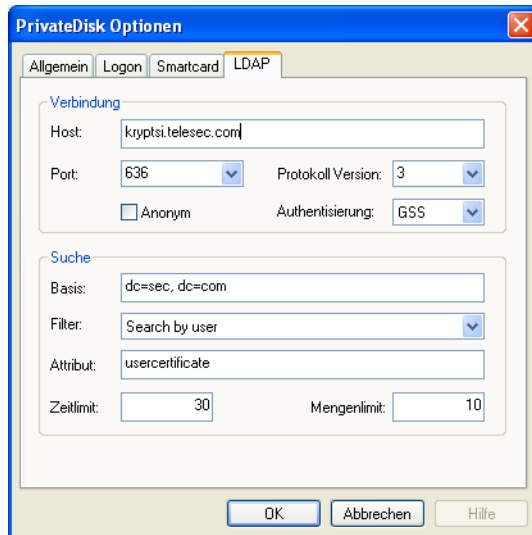 PrivateDisk Optionen
Allgemein Logon Smartcard LDAP
Verbindung
Host: kryptsi.telesec.com
Port: 636 Protokoll Version: 3
Anonym Authentisierung: GSS
Suche
Basis: dc=sec, dc=com
Filter: Search by user
Attribut: usercertificate
Zeitlimit: 30 Mengenlimit: 10
OK Abbrechen Hilfe